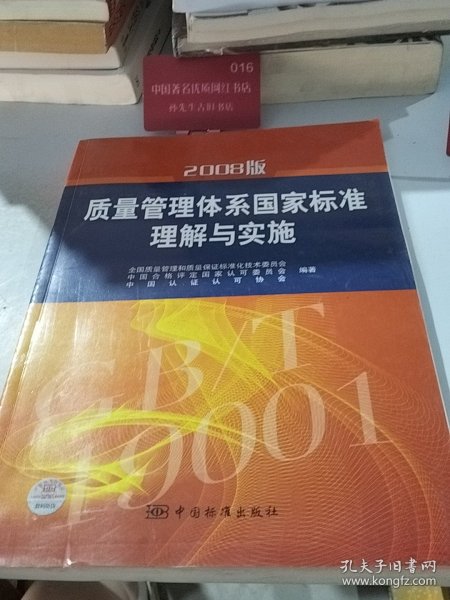 016
中国著名优质网红书店
孙先生旧书店
2008版
质量管理体系国家标准
理解与实施
全国质量管理和质量保证标准化技术委员会
中国合格评定国家认可委员会
中国认证认可协会
编著
GB/T
19001
中国标准出版社
孔夫子旧书网
www.kongfz.com